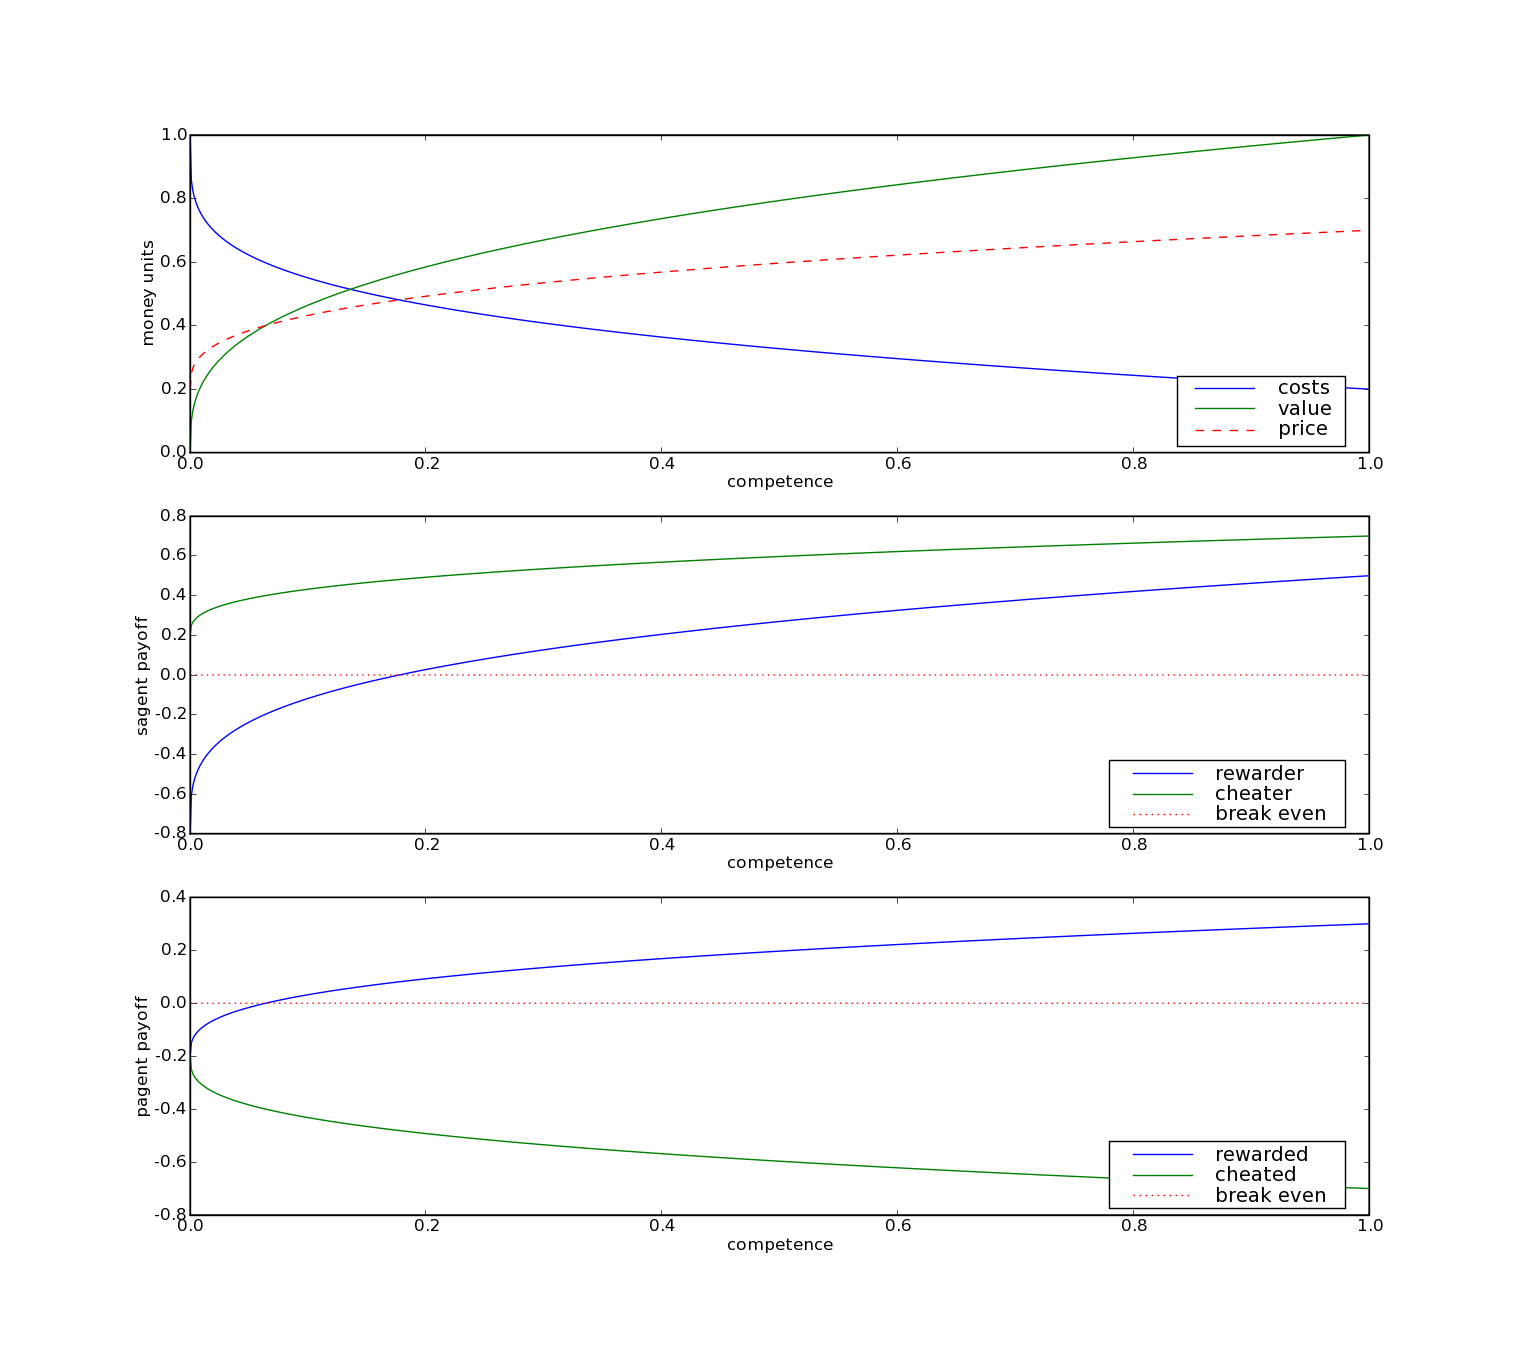 1.0
0.8
0.6
0.4
0.2
0.0
money units
costs
value
price
0.0 0.2 0.4 0.6 0.8 1.0
competence
0.8
0.6
0.4
0.2
0.0
-0.2
-0.4
-0.6
-0.8
sagent payoff
rewarder
cheater
break even
0.0 0.2 0.4 0.6 0.8 1.0
competence
0.4
0.2
0.0
-0.2
-0.4
-0.6
-0.8
pagent payoff
rewarded
cheated
break even
0.0 0.2 0.4 0.6 0.8 1.0
competence